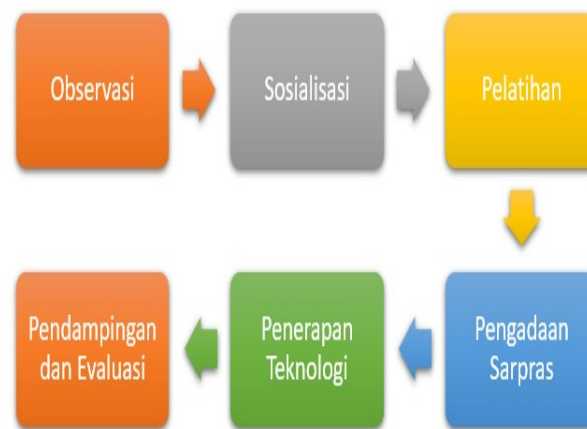 Observasi
Sosialisasi
Pelatihan
Pengadaan
Sarpras
Penerapan
Teknologi
Pendampingan
dan Evaluasi